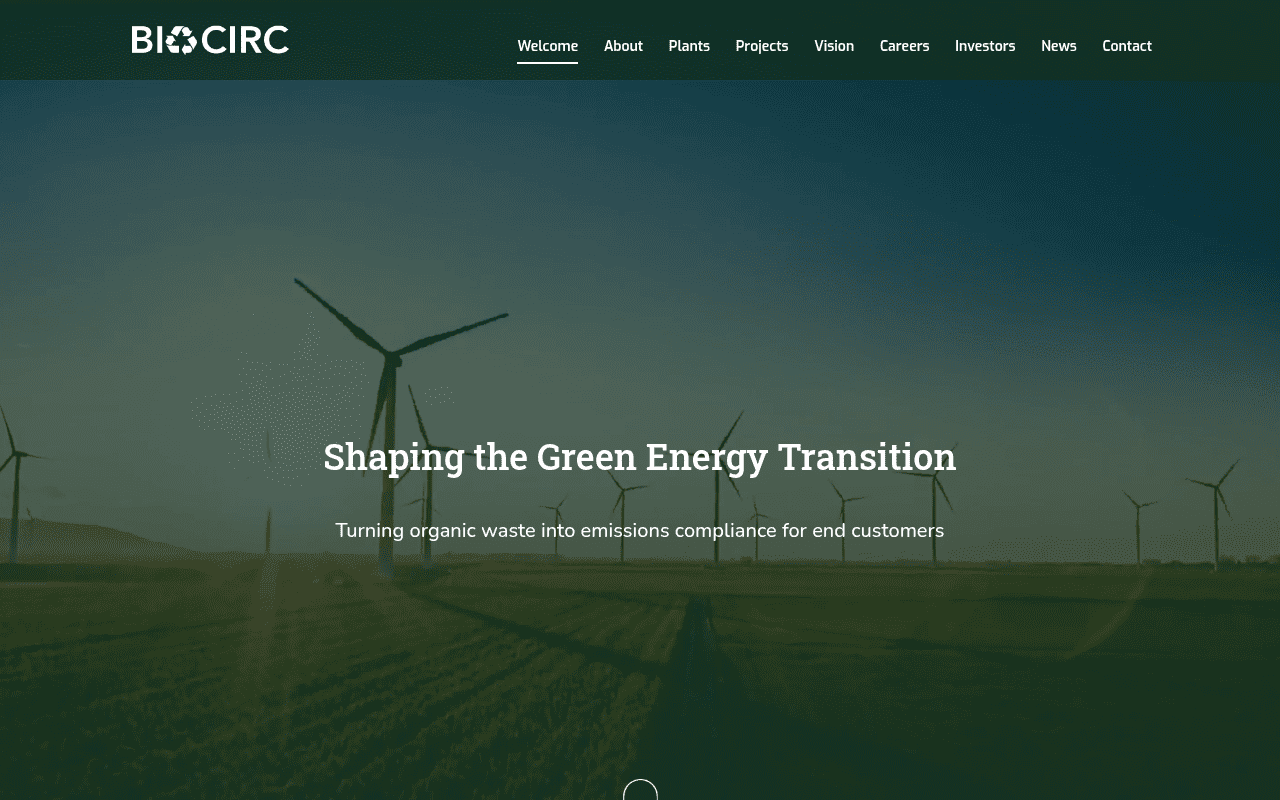 BIOCIRC
Welcome About Plants Projects Vision Careers Investors News Contact
Shaping the Green Energy Transition
Turning organic waste into emissions compliance for end customers